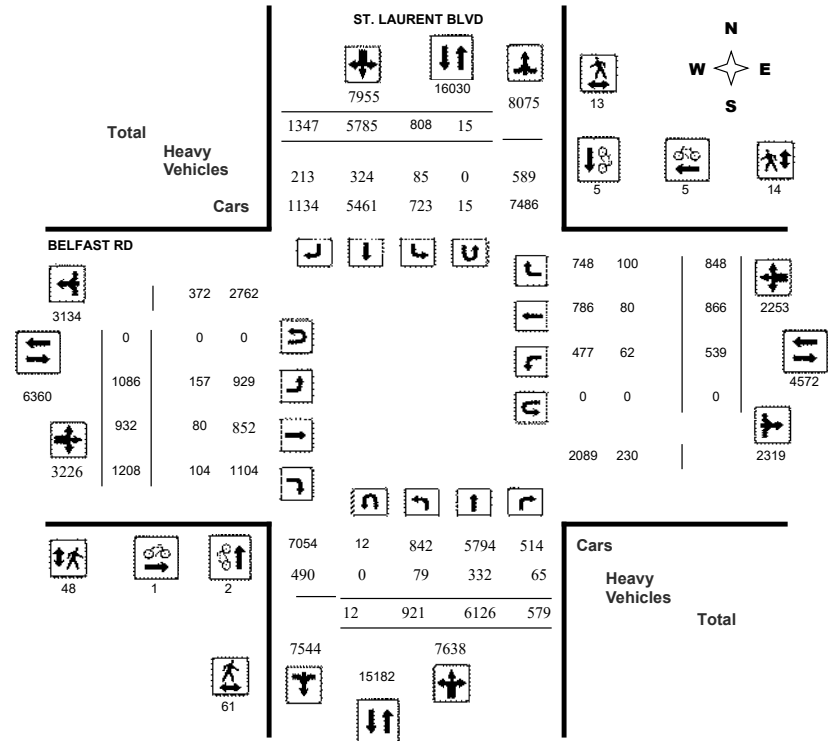 ST. LAURENT BLVD
N
W E
S
7955 16030 8075
13
Total 1347 5785 808 15
Heavy
Vehicles 213 324 85 0 589
5 5 14
Cars 1134 5461 723 15 7486
BELFAST RD
748 100 848
3134 372 2762
786 80 866 2253
0 0 0
6360
477 62 539 4572
1086 157 929
0 0 0
932 80 852
3226
2089 230 2319
1208 104 1104
7054 12 842 5794 514 Cars
48 1 2
490 0 79 332 65 Heavy
Vehicles
12 921 6126 579 Total
7544 15182 7638
61